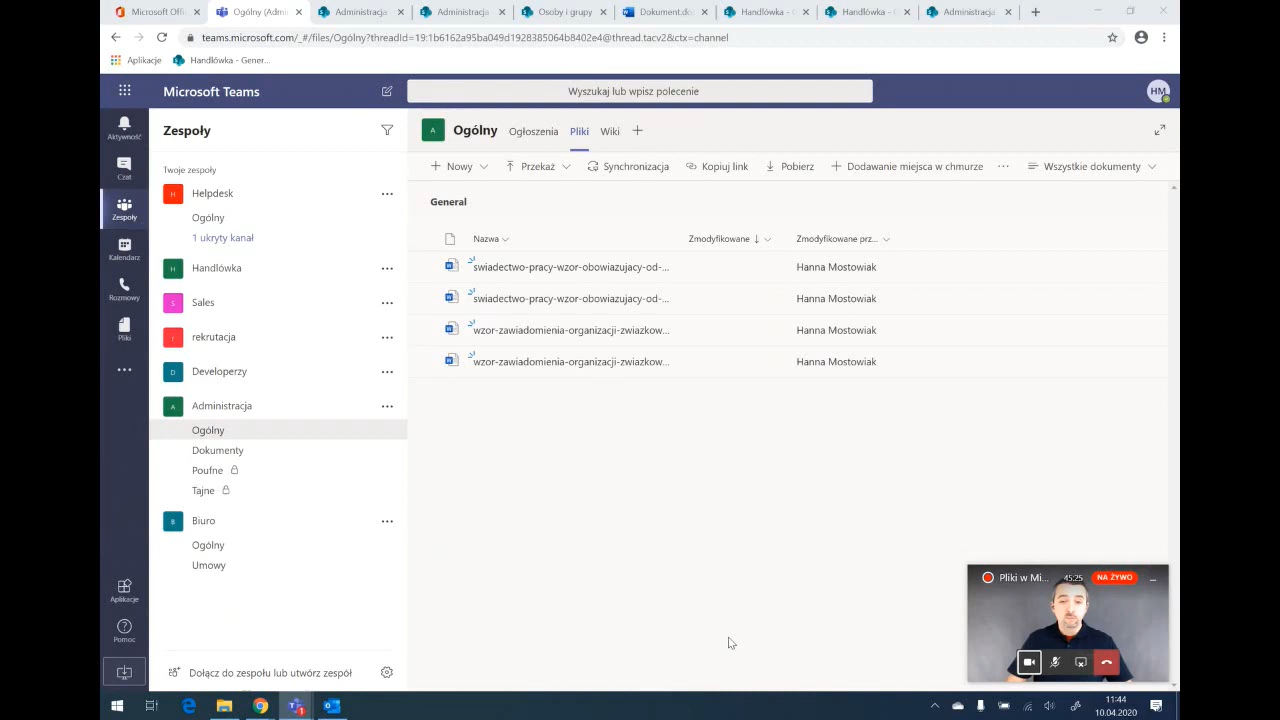 Microsoft Offi
Ogólny (Admi
Administracja
Administracja
Osoby i grupy
Dokument.do
Handlówka -
Handlówka -
Administracja
teams.microsoft.com/_#/files/Ogólny?threadId=19:1b6162a95ba049d1928385064b8402e4@thread.tacv2&ctx=channel
Aplikacje
Handlówka - Gener...
Microsoft Teams
Wyszukaj lub wpisz polecenie
HM
Aktywność
Czat
Zespoły
Kalendarz
Rozmowy
Pliki
Aplikacje
Pomoc
Zespoły
Twoje zespoły
H Helpdesk
Ogólny
1 ukryty kanał
H Handlówka
S Sales
r rekrutacja
D Developerzy
A Administracja
Ogólny
Dokumenty
Poufne
Tajne
B Biuro
Ogólny
Umowy
Dołącz do zespołu lub utwórz zespół
A Ogólny Ogłoszenia Pliki Wiki
Nowy Przekaż Synchronizacja Kopiuj link Pobierz Dodawanie miejsca w chmurze ... Wszystkie dokumenty
General
Nazwa Zmodyfikowane Zmodyfikowane prz...
swiadectwo-pracy-wzor-obowiazujacy-od-... Hanna Mostowiak
swiadectwo-pracy-wzor-obowiazujacy-od-... Hanna Mostowiak
wzor-zawiadomienia-organizacji-zwiazkow... Hanna Mostowiak
wzor-zawiadomienia-organizacji-zwiazkow... Hanna Mostowiak
Pliki w Mi... 45:25 NA ŻYWO
11:44
10.04.2020